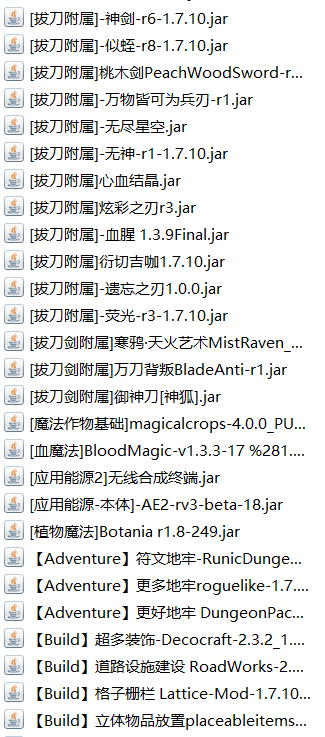 [拔刀附属]-神剑-r6-1.7.10.jar
[拔刀附属]-似蛭-r8-1.7.10.jar
[拔刀附属]桃木剑PeachWoodSword-r...
[拔刀附属]-万物皆可为兵刃-r1.jar
[拔刀附属]-无尽星空.jar
[拔刀附属]-无神-r1-1.7.10.jar
[拔刀附属]心血结晶.jar
[拔刀附属]炫彩之刃r3.jar
[拔刀附属]-血腥 1.3.9Final.jar
[拔刀附属]衍切吉咖1.7.10.jar
[拔刀附属]-遗忘之刃1.0.0.jar
[拔刀附属]-荧光-r3-1.7.10.jar
[拔刀剑附属]寒鸦·天火艺术MistRaven_...
[拔刀剑附属]万刀背叛BladeAnti-r1.jar
[拔刀剑附属]御神刀[神狐].jar
[魔法作物基础]magicalcrops-4.0.0_PU...
[血魔法]BloodMagic-v1.3.3-17 %281....
[应用能源2]无线合成终端.jar
[应用能源-本体]-AE2-rv3-beta-18.jar
[植物魔法]Botania r1.8-249.jar
【Adventure】符文地牢-RunicDunge...
【Adventure】更多地牢roguelike-1.7....
【Adventure】更好地牢 DungeonPac...
【Build】超多装饰-Decocraft-2.3.2_1....
【Build】道路设施建设 RoadWorks-2....
【Build】格子栅栏 Lattice-Mod-1.7.10...
【Build】立体物品放置placeableitems...